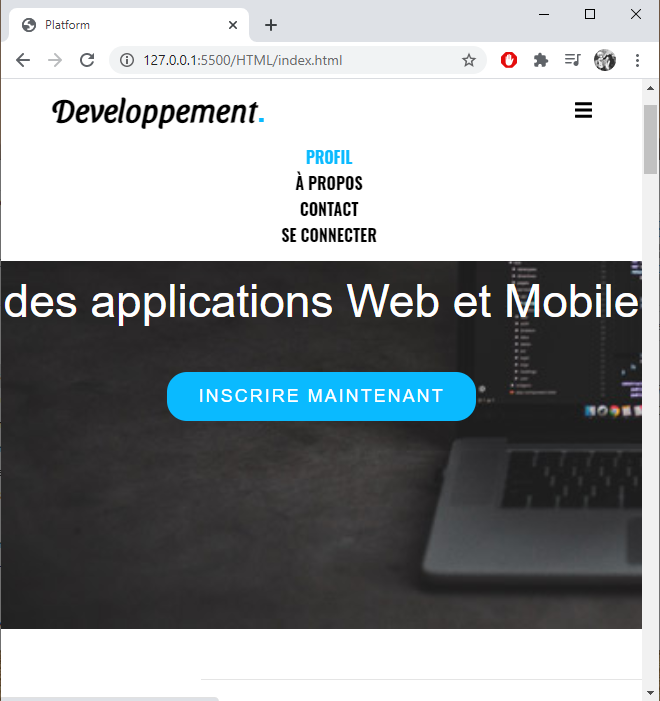 Platform
127.0.0.1:5500/HTML/index.html
Developpement.
PROFIL
À PROPOS
CONTACT
SE CONNECTER
des applications Web et Mobile
INSCRIRE MAINTENANT